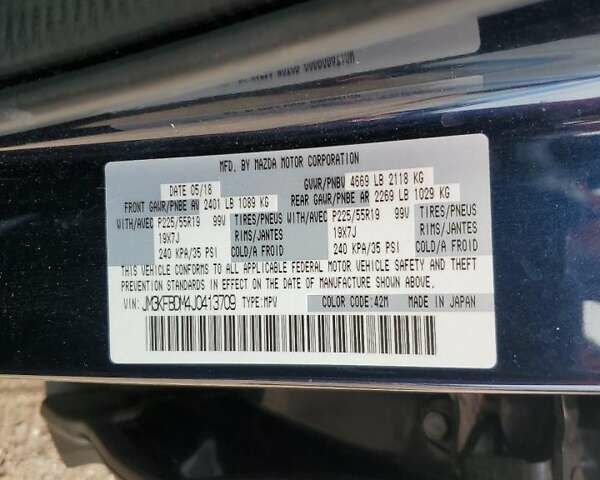 MFD. BY MAZDA MOTOR CORPORATION
DATE 05/18 GVWR/PNBV 4669 LB 2118 KG
FRONT GAWR/PNBE AV 2401 LB 1089 KG REAR GAWR/PNBE AR 2269 LB 1029 KG
WITH/AVEC P225/55R19 99V TIRES/PNEUS WITH/AVEC P225/55R19 99V TIRES/PNEUS
19X7J RIMS/JANTES 19X7J RIMS/JANTES
240 KPA/35 PSI COLD/A FROID 240 KPA/35 PSI COLD/A FROID
THIS VEHICLE CONFORMS TO ALL APPLICABLE FEDERAL MOTOR VEHICLE SAFETY AND THEFT
PREVENTION STANDARDS IN EFFECT ON THE DATE OF MANUFACTURE SHOWN ABOVE.
VIN: JM3KFBDM4J0413709 TYPE:MPV COLOR CODE:42M MADE IN JAPAN